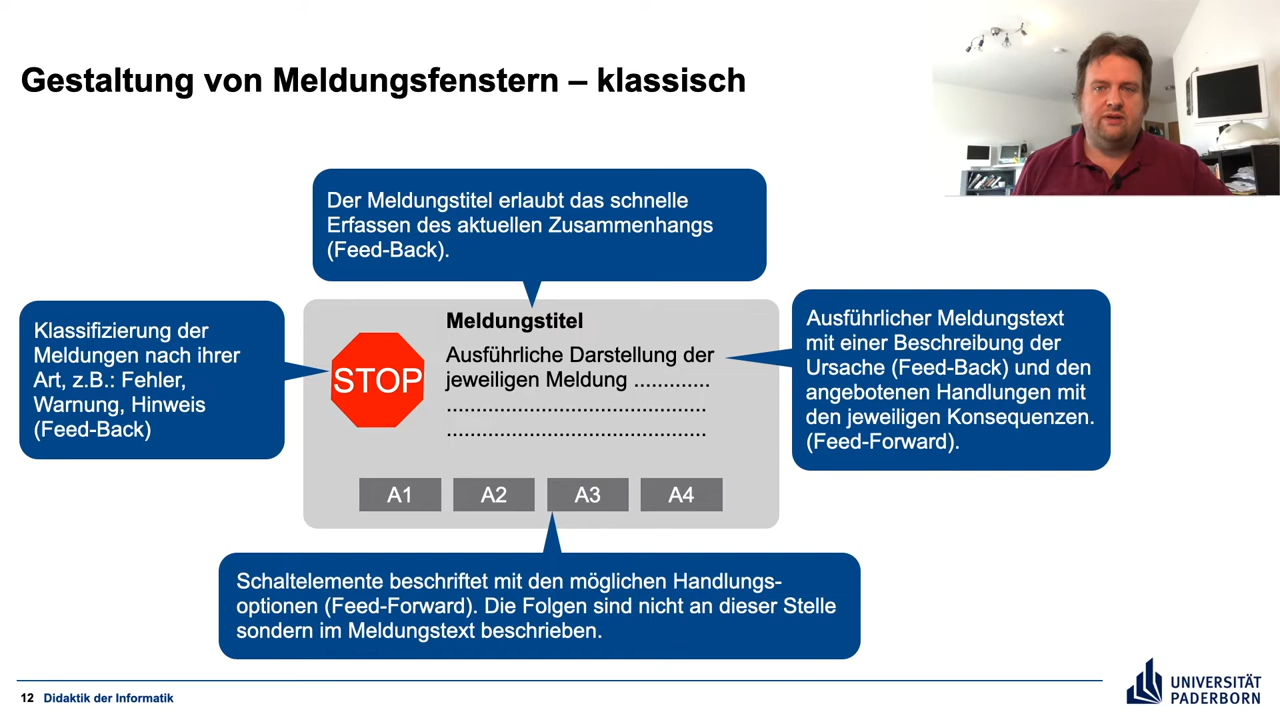 Gestaltung von Meldungsfenstern – klassisch
Der Meldungstitel erlaubt das schnelle
Erfassen des aktuellen Zusammenhangs
(Feed-Back).
Klassifizierung der
Meldungen nach ihrer
Art, z.B.: Fehler,
Warnung, Hinweis
(Feed-Back)
STOP
Meldungstitel
Ausführliche Darstellung der
jeweiligen Meldung .............
............................................
............................................
Ausführlicher Meldungstext
mit einer Beschreibung der
Ursache (Feed-Back) und den
angebotenen Handlungen mit
den jeweiligen Konsequenzen.
(Feed-Forward).
A1 A2 A3 A4
Schaltelemente beschriftet mit den möglichen Handlungs-
optionen (Feed-Forward). Die Folgen sind nicht an dieser Stelle
sondern im Meldungstext beschrieben.
12 Didaktik der Informatik
UNIVERSITÄT
PADERBORN